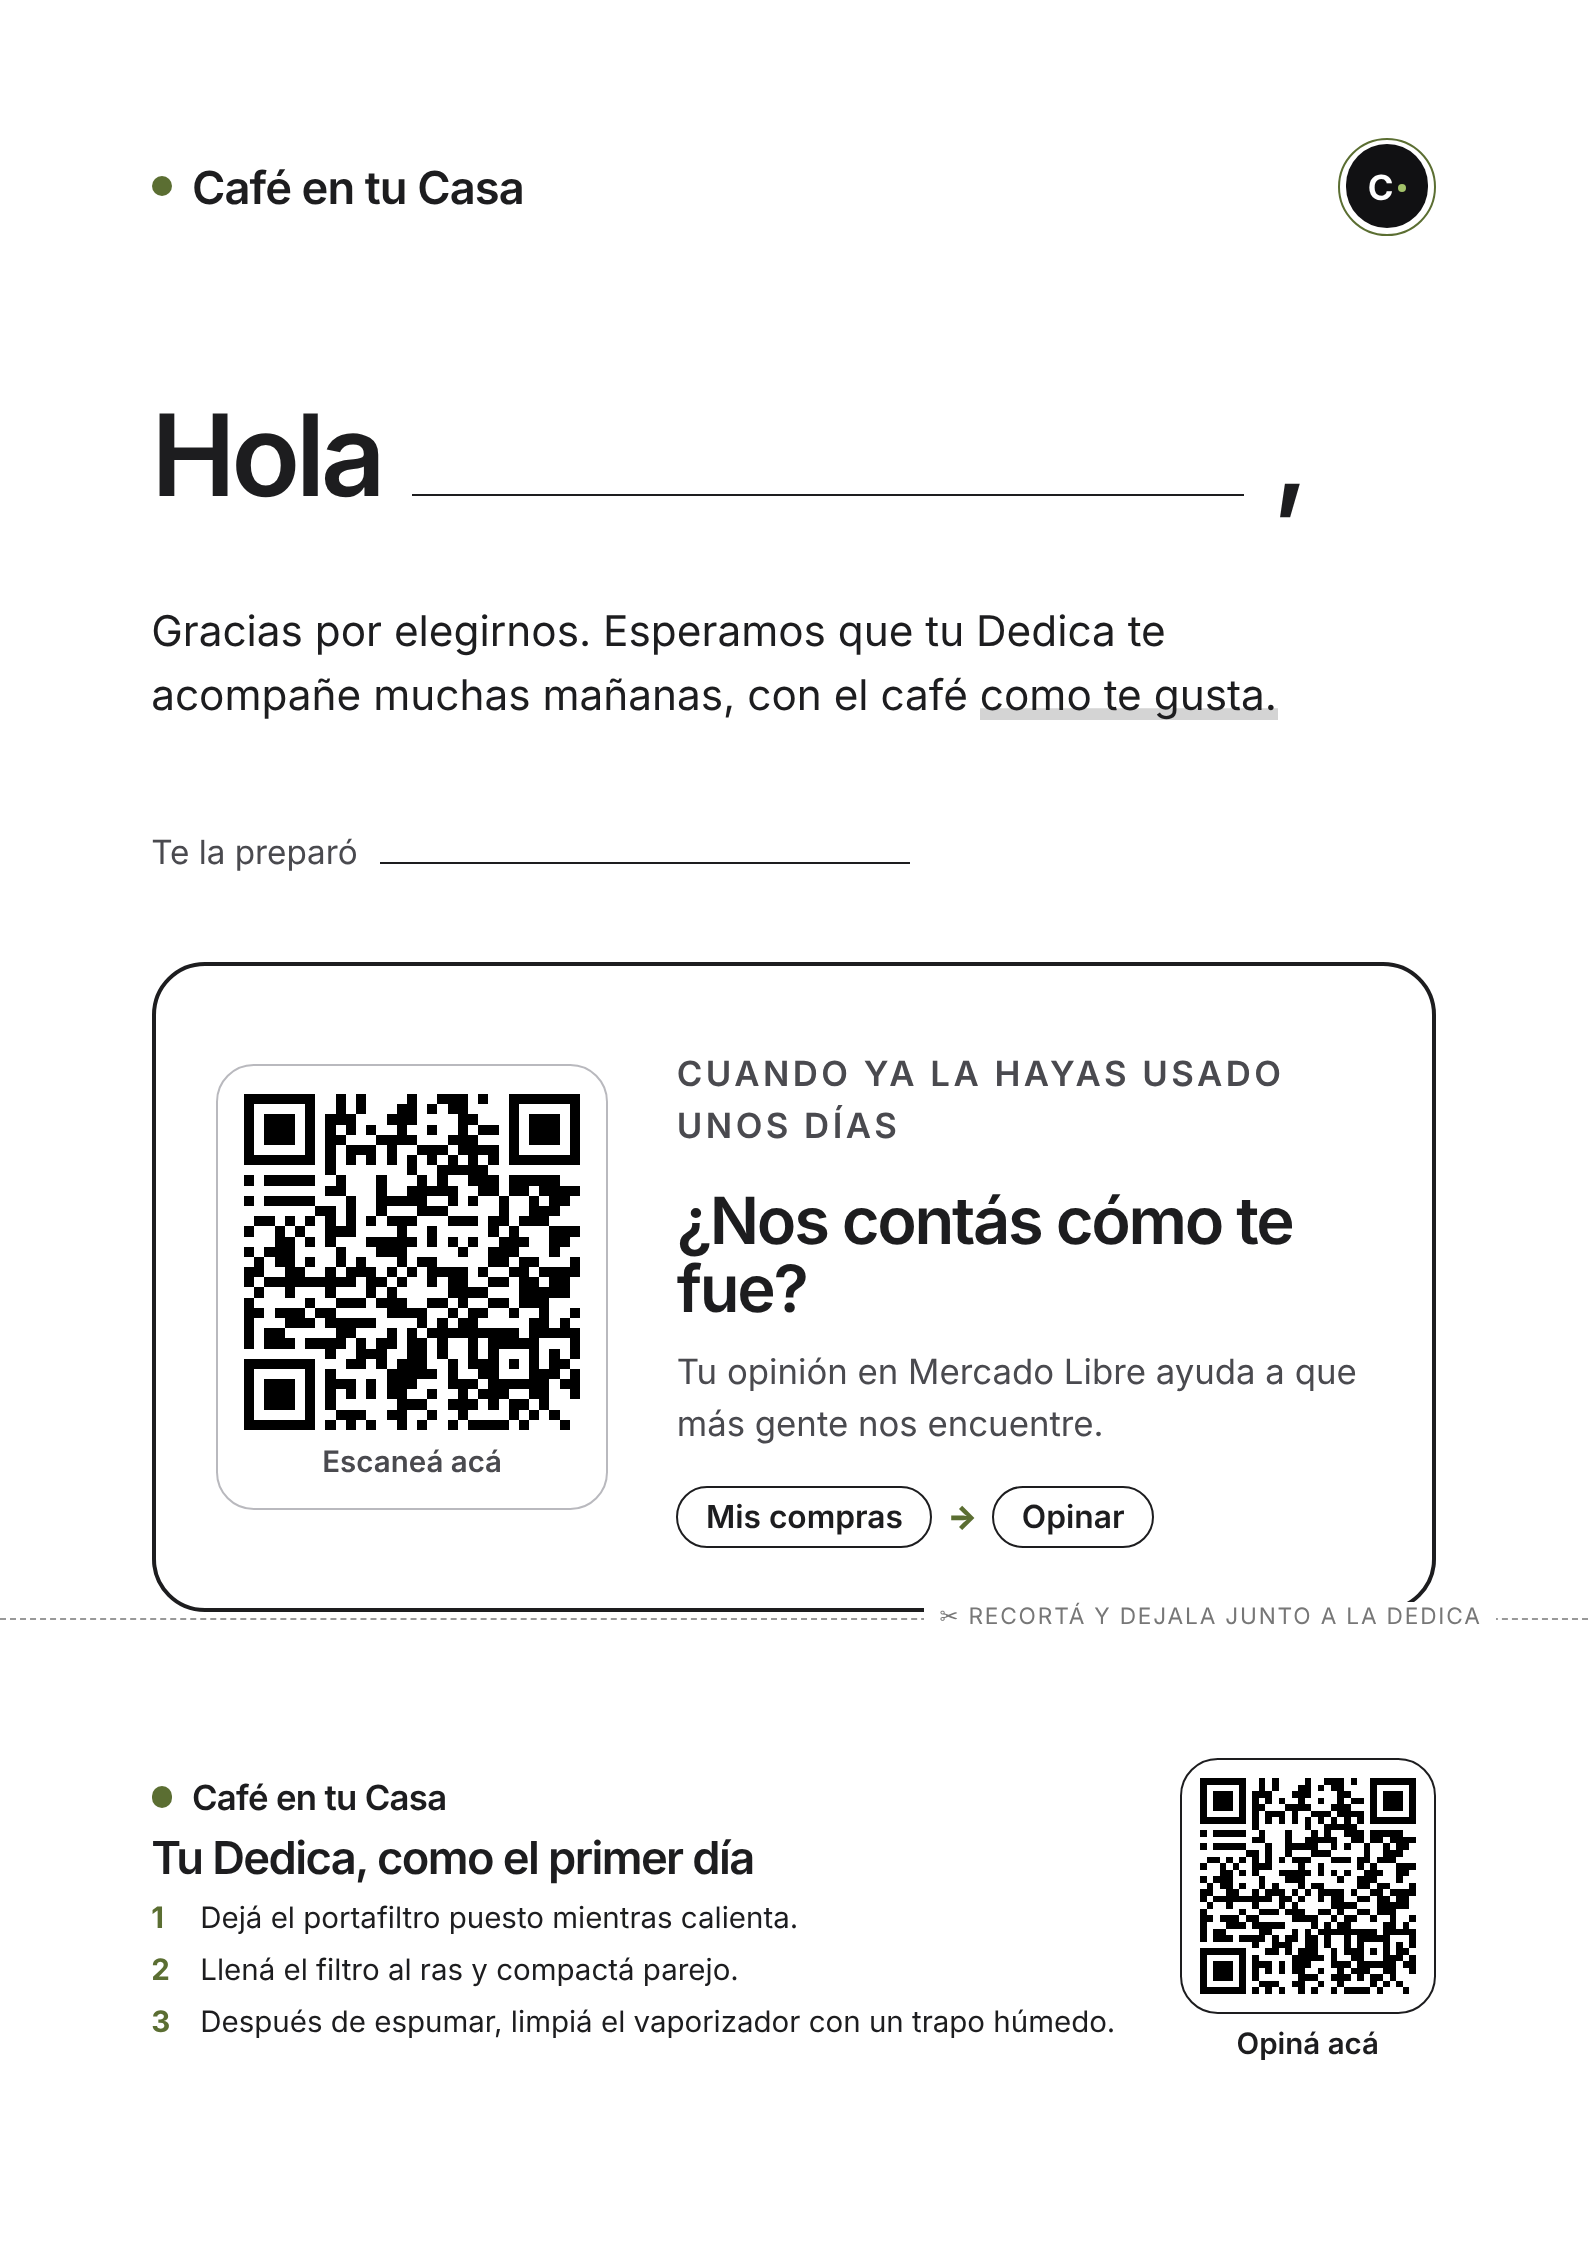 Café en tu Casa
C
Hola ,
Gracias por elegirnos. Esperamos que tu Dedica te
acompañe muchas mañanas, con el café como te gusta.
Te la preparó
CUANDO YA LA HAYAS USADO
UNOS DÍAS
¿Nos contás cómo te
fue?
Tu opinión en Mercado Libre ayuda a que
más gente nos encuentre.
Mis compras → Opinar
Escaneá acá
✂ RECORTÁ Y DEJALA JUNTO A LA DEDICA
Café en tu Casa
Tu Dedica, como el primer día
1 Dejá el portafiltro puesto mientras calienta.
2 Llená el filtro al ras y compactá parejo.
3 Después de espumar, limpiá el vaporizador con un trapo húmedo.
Opiná acá